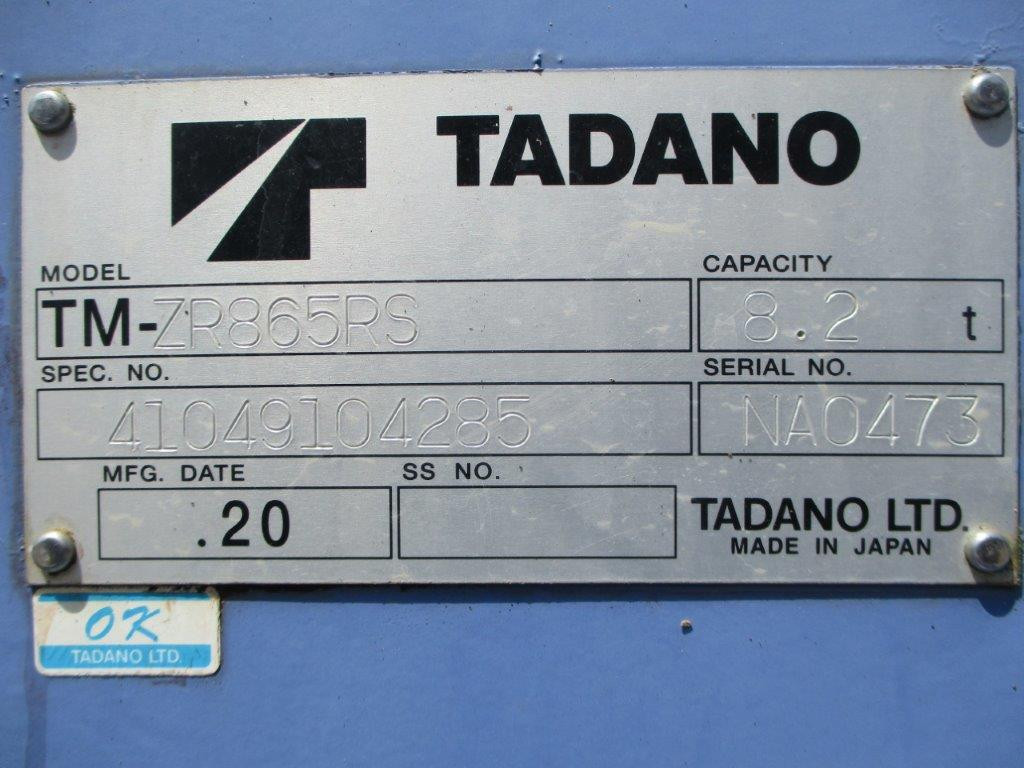 TADANO
MODEL
TM-ZR865RS
CAPACITY
8.2 t
SPEC. NO.
41049104285
SERIAL NO.
NA0473
MFG. DATE
.20
SS NO.
TADANO LTD.
MADE IN JAPAN
OK
TADANO LTD.